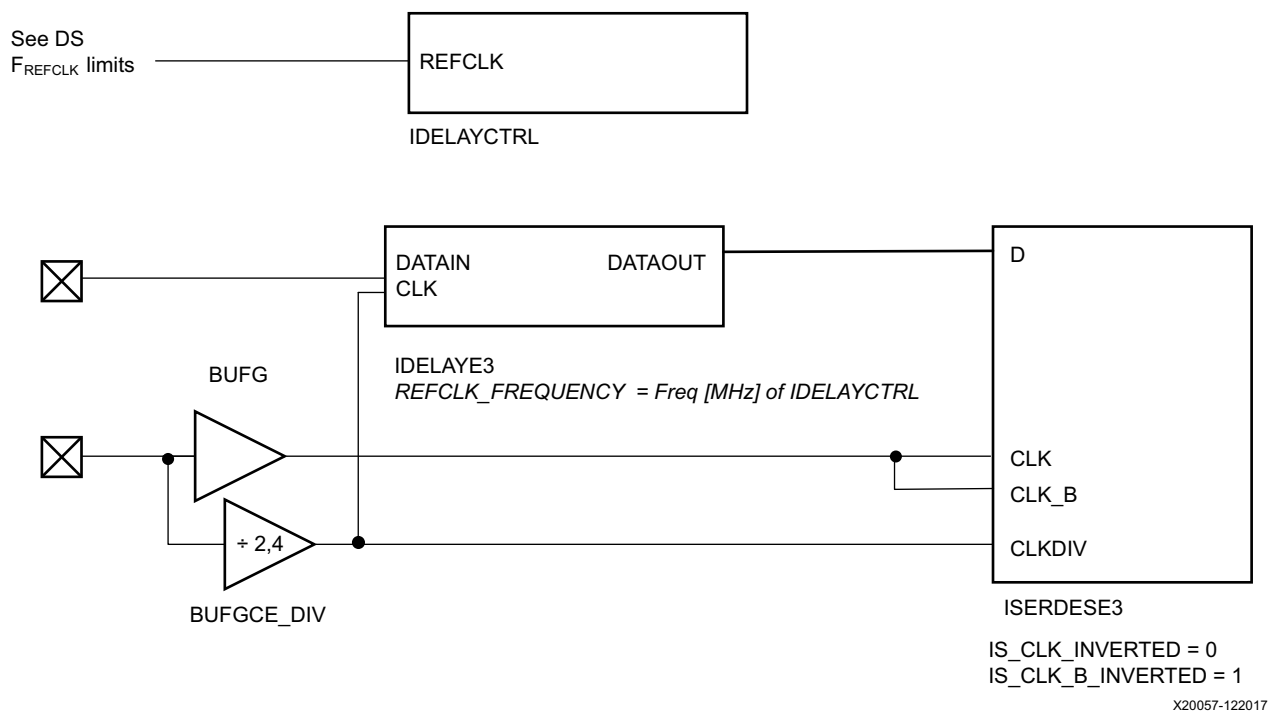 See DS
FREFCLK limits
REFCLK
IDELAYCTRL
DATAIN
DATAOUT
CLK
D
IDELAYE3
REFCLK_FREQUENCY = Freq [MHz] of IDELAYCTRL
BUFG
CLK
CLK_B
÷ 2,4
CLKDIV
BUFGCE_DIV
ISERDESE3
IS_CLK_INVERTED = 0
IS_CLK_B_INVERTED = 1
X20057-122017